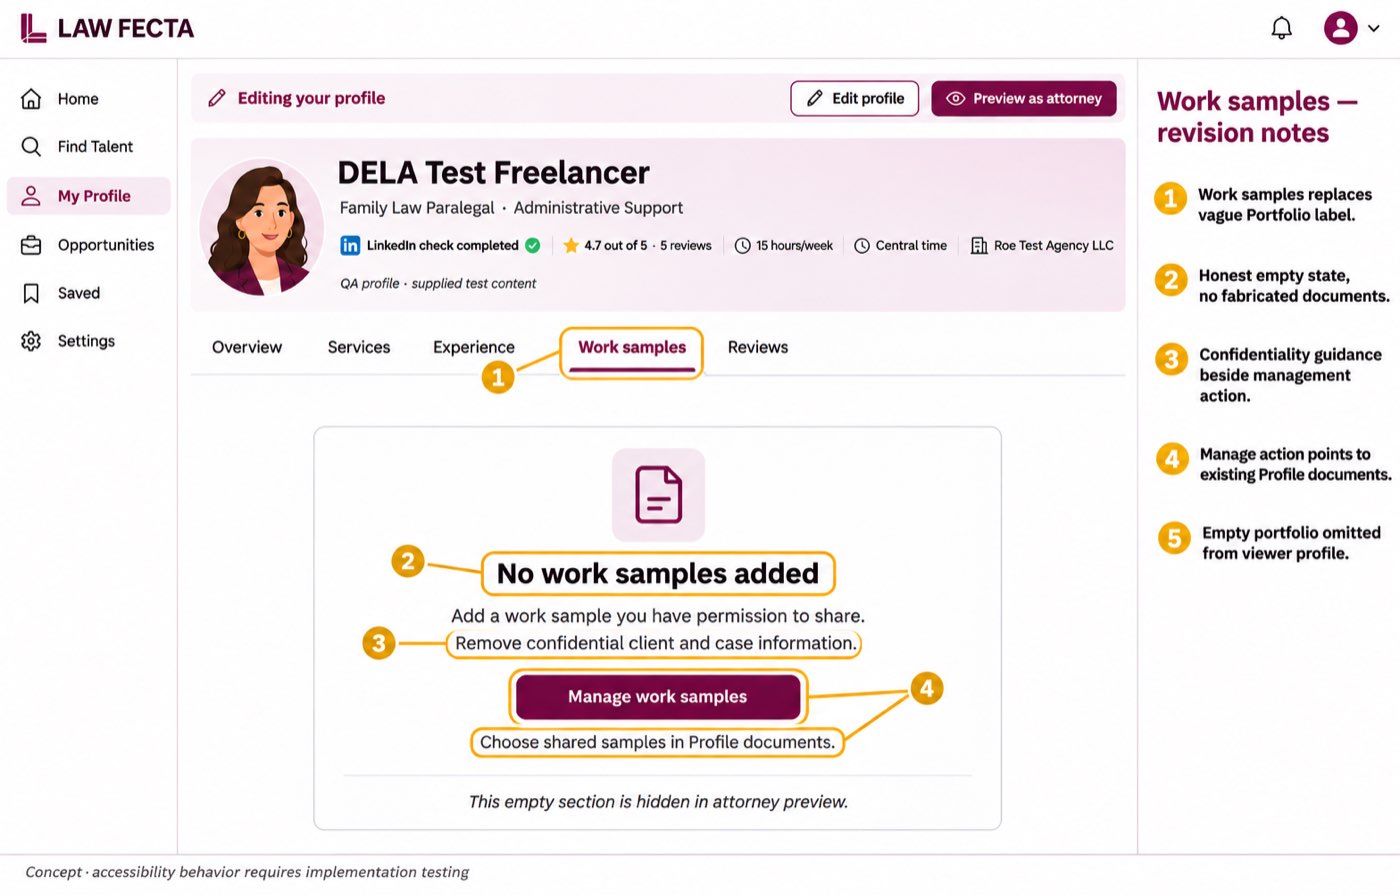 LAW FECTA
Home
Find Talent
My Profile
Opportunities
Saved
Settings
Editing your profile
Edit profile
Preview as attorney
DELA Test Freelancer
Family Law Paralegal · Administrative Support
in LinkedIn check completed
4.7 out of 5 · 5 reviews
15 hours/week
Central time
Roe Test Agency LLC
QA profile · supplied test content
Overview
Services
Experience
Work samples
Reviews
1
2
No work samples added
Add a work sample you have permission to share.
3
Remove confidential client and case information.
Manage work samples
4
Choose shared samples in Profile documents.
This empty section is hidden in attorney preview.
Work samples —
revision notes
1
Work samples replaces
vague Portfolio label.
2
Honest empty state,
no fabricated documents.
3
Confidentiality guidance
beside management
action.
4
Manage action points to
existing Profile documents.
5
Empty portfolio omitted
from viewer profile.
Concept · accessibility behavior requires implementation testing